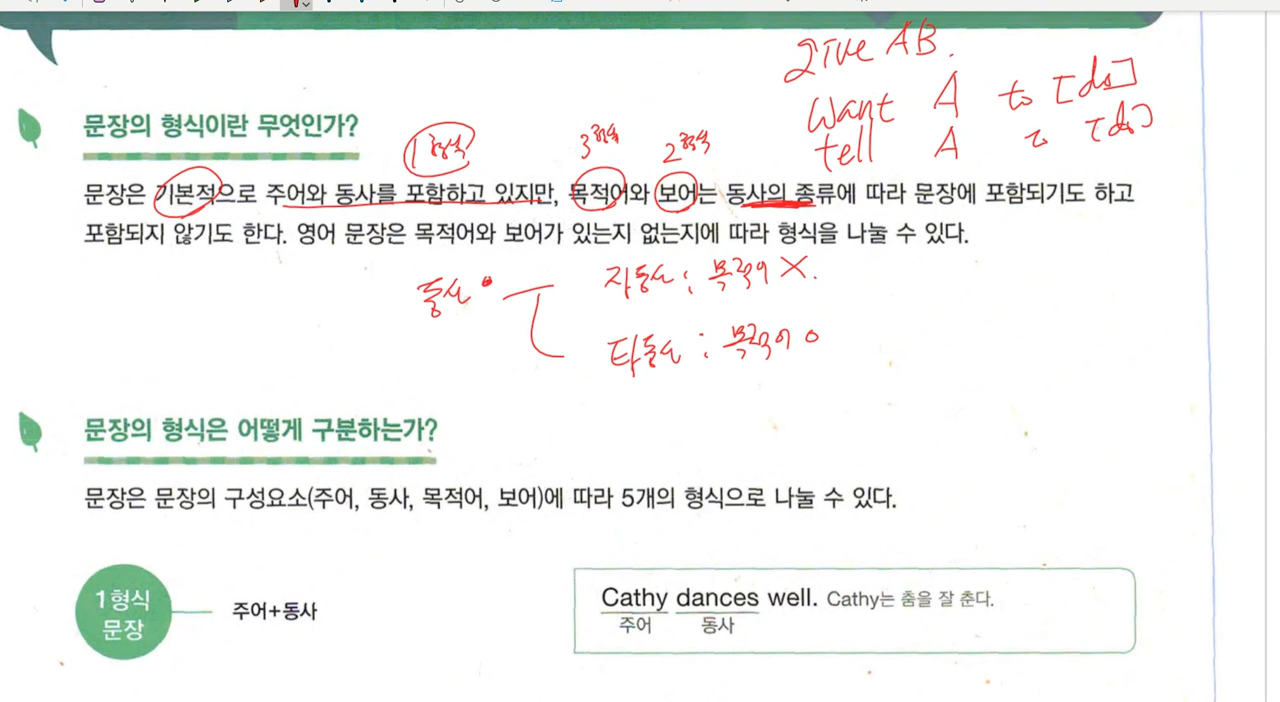 give AB.
want A to [do]
tell A to [do]
문장의 형식이란 무엇인가?
1형식 3형식 2형식
문장은 기본적으로 주어와 동사를 포함하고 있지만, 목적어와 보어는 동사의 종류에 따라 문장에 포함되기도 하고
포함되지 않기도 한다. 영어 문장은 목적어와 보어가 있는지 없는지에 따라 형식을 나눌 수 있다.
동사
자동사 : 목적어 X.
타동사 : 목적어 O
문장의 형식은 어떻게 구분하는가?
문장은 문장의 구성요소(주어, 동사, 목적어, 보어)에 따라 5개의 형식으로 나눌 수 있다.
1형식
문장
주어+동사
Cathy dances well. Cathy는 춤을 잘 춘다.
주어 동사